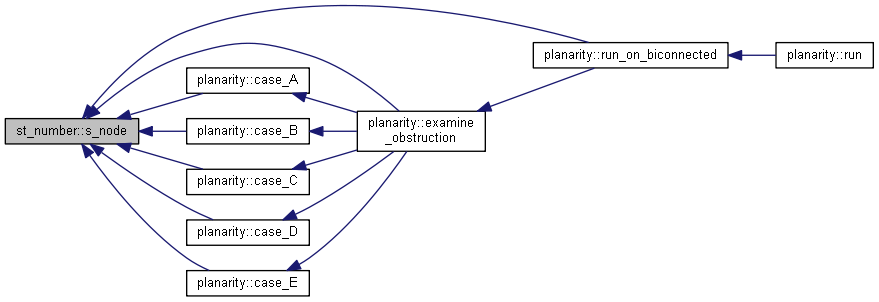 st_number::s_node
planarity::case_A
planarity::case_B
planarity::case_C
planarity::case_D
planarity::case_E
planarity::examine
_obstruction
planarity::run_on_biconnected
planarity::run